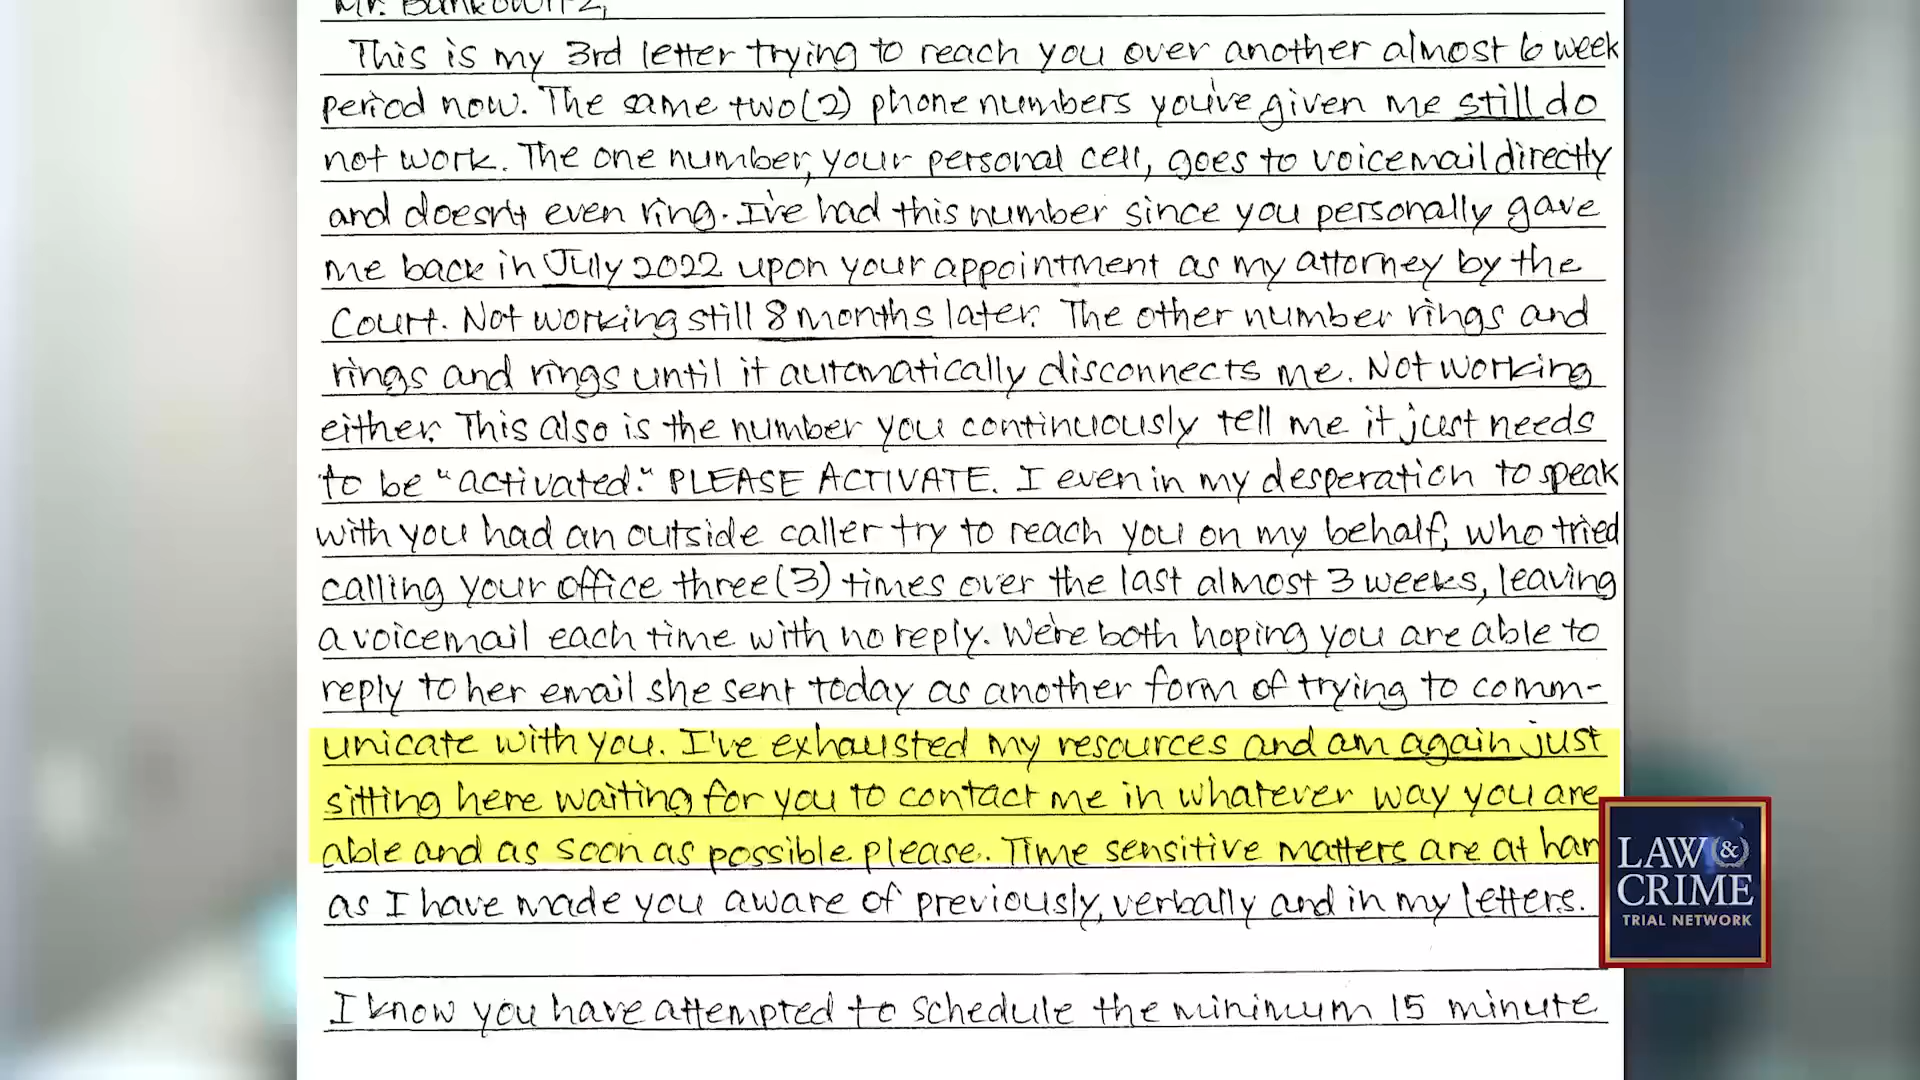 Mr. Bankowitz,
This is my 3rd letter trying to reach you over another almost 6 week
period now. The same two (2) phone numbers you've given me still do
not work. The one number, your personal cell, goes to voicemail directly
and doesn't even ring. I've had this number since you personally gave
me back in July 2022 upon your appointment as my attorney by the
Court. Not working still 8 months later. The other number rings and
rings and rings until it automatically disconnects me. Not working
either. This also is the number you continuously tell me it just needs
to be "activated." PLEASE ACTIVATE. I even in my desperation to speak
with you had an outside caller try to reach you on my behalf, who tried
calling your office three (3) times over the last almost 3 weeks, leaving
a voicemail each time with no reply. We're both hoping you are able to
reply to her email she sent today as another form of trying to comm-
unicate with you. I've exhausted my resources and am again just
sitting here waiting for you to contact me in whatever way you are
able and as soon as possible please. Time sensitive matters are at han
as I have made you aware of previously, verbally and in my letters.
I know you have attempted to schedule the minimum 15 minute
LAW &
CRIME
TRIAL NETWORK